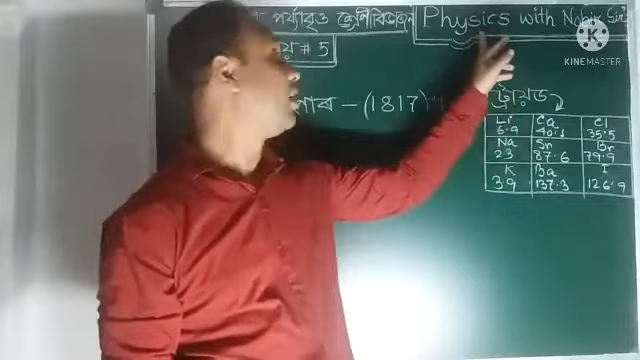 শ্ৰেণীবিভাজন Physics with
# 5
KINEMASTER
– (1817)
ট্ৰায়ড
Li Ca Cl
6.9 40.1 35.5
Na Sr Br
23 87.6 79.9
K Ba I
39 137.3 126.9